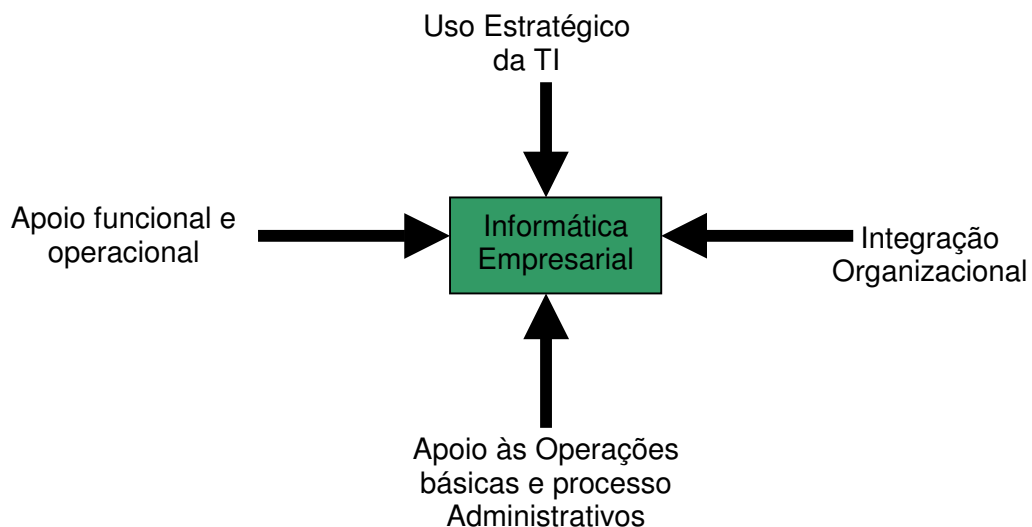 Uso Estratégico
da TI
Apoio funcional e
operacional
Informática
Empresarial
Integração
Organizacional
Apoio às Operações
básicas e processo
Administrativos